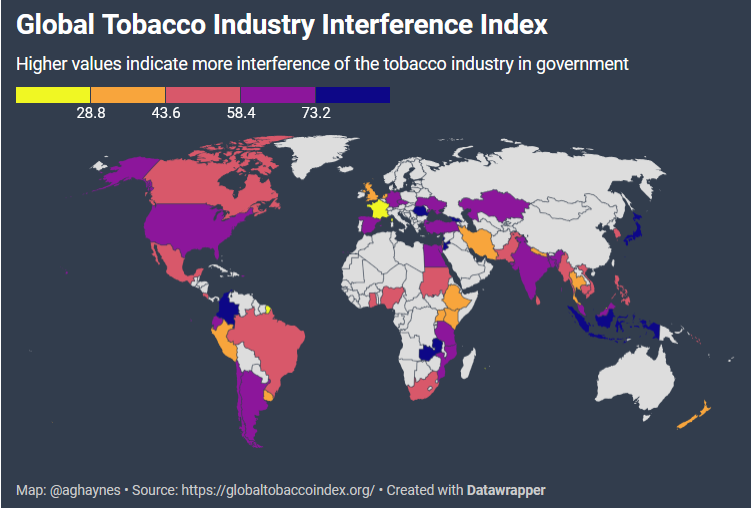 Global Tobacco Industry Interference Index
Higher values indicate more interference of the tobacco industry in government
28.8 43.6 58.4 73.2
Map: @aghaynes • Source: https://globaltobaccoindex.org/ • Created with Datawrapper